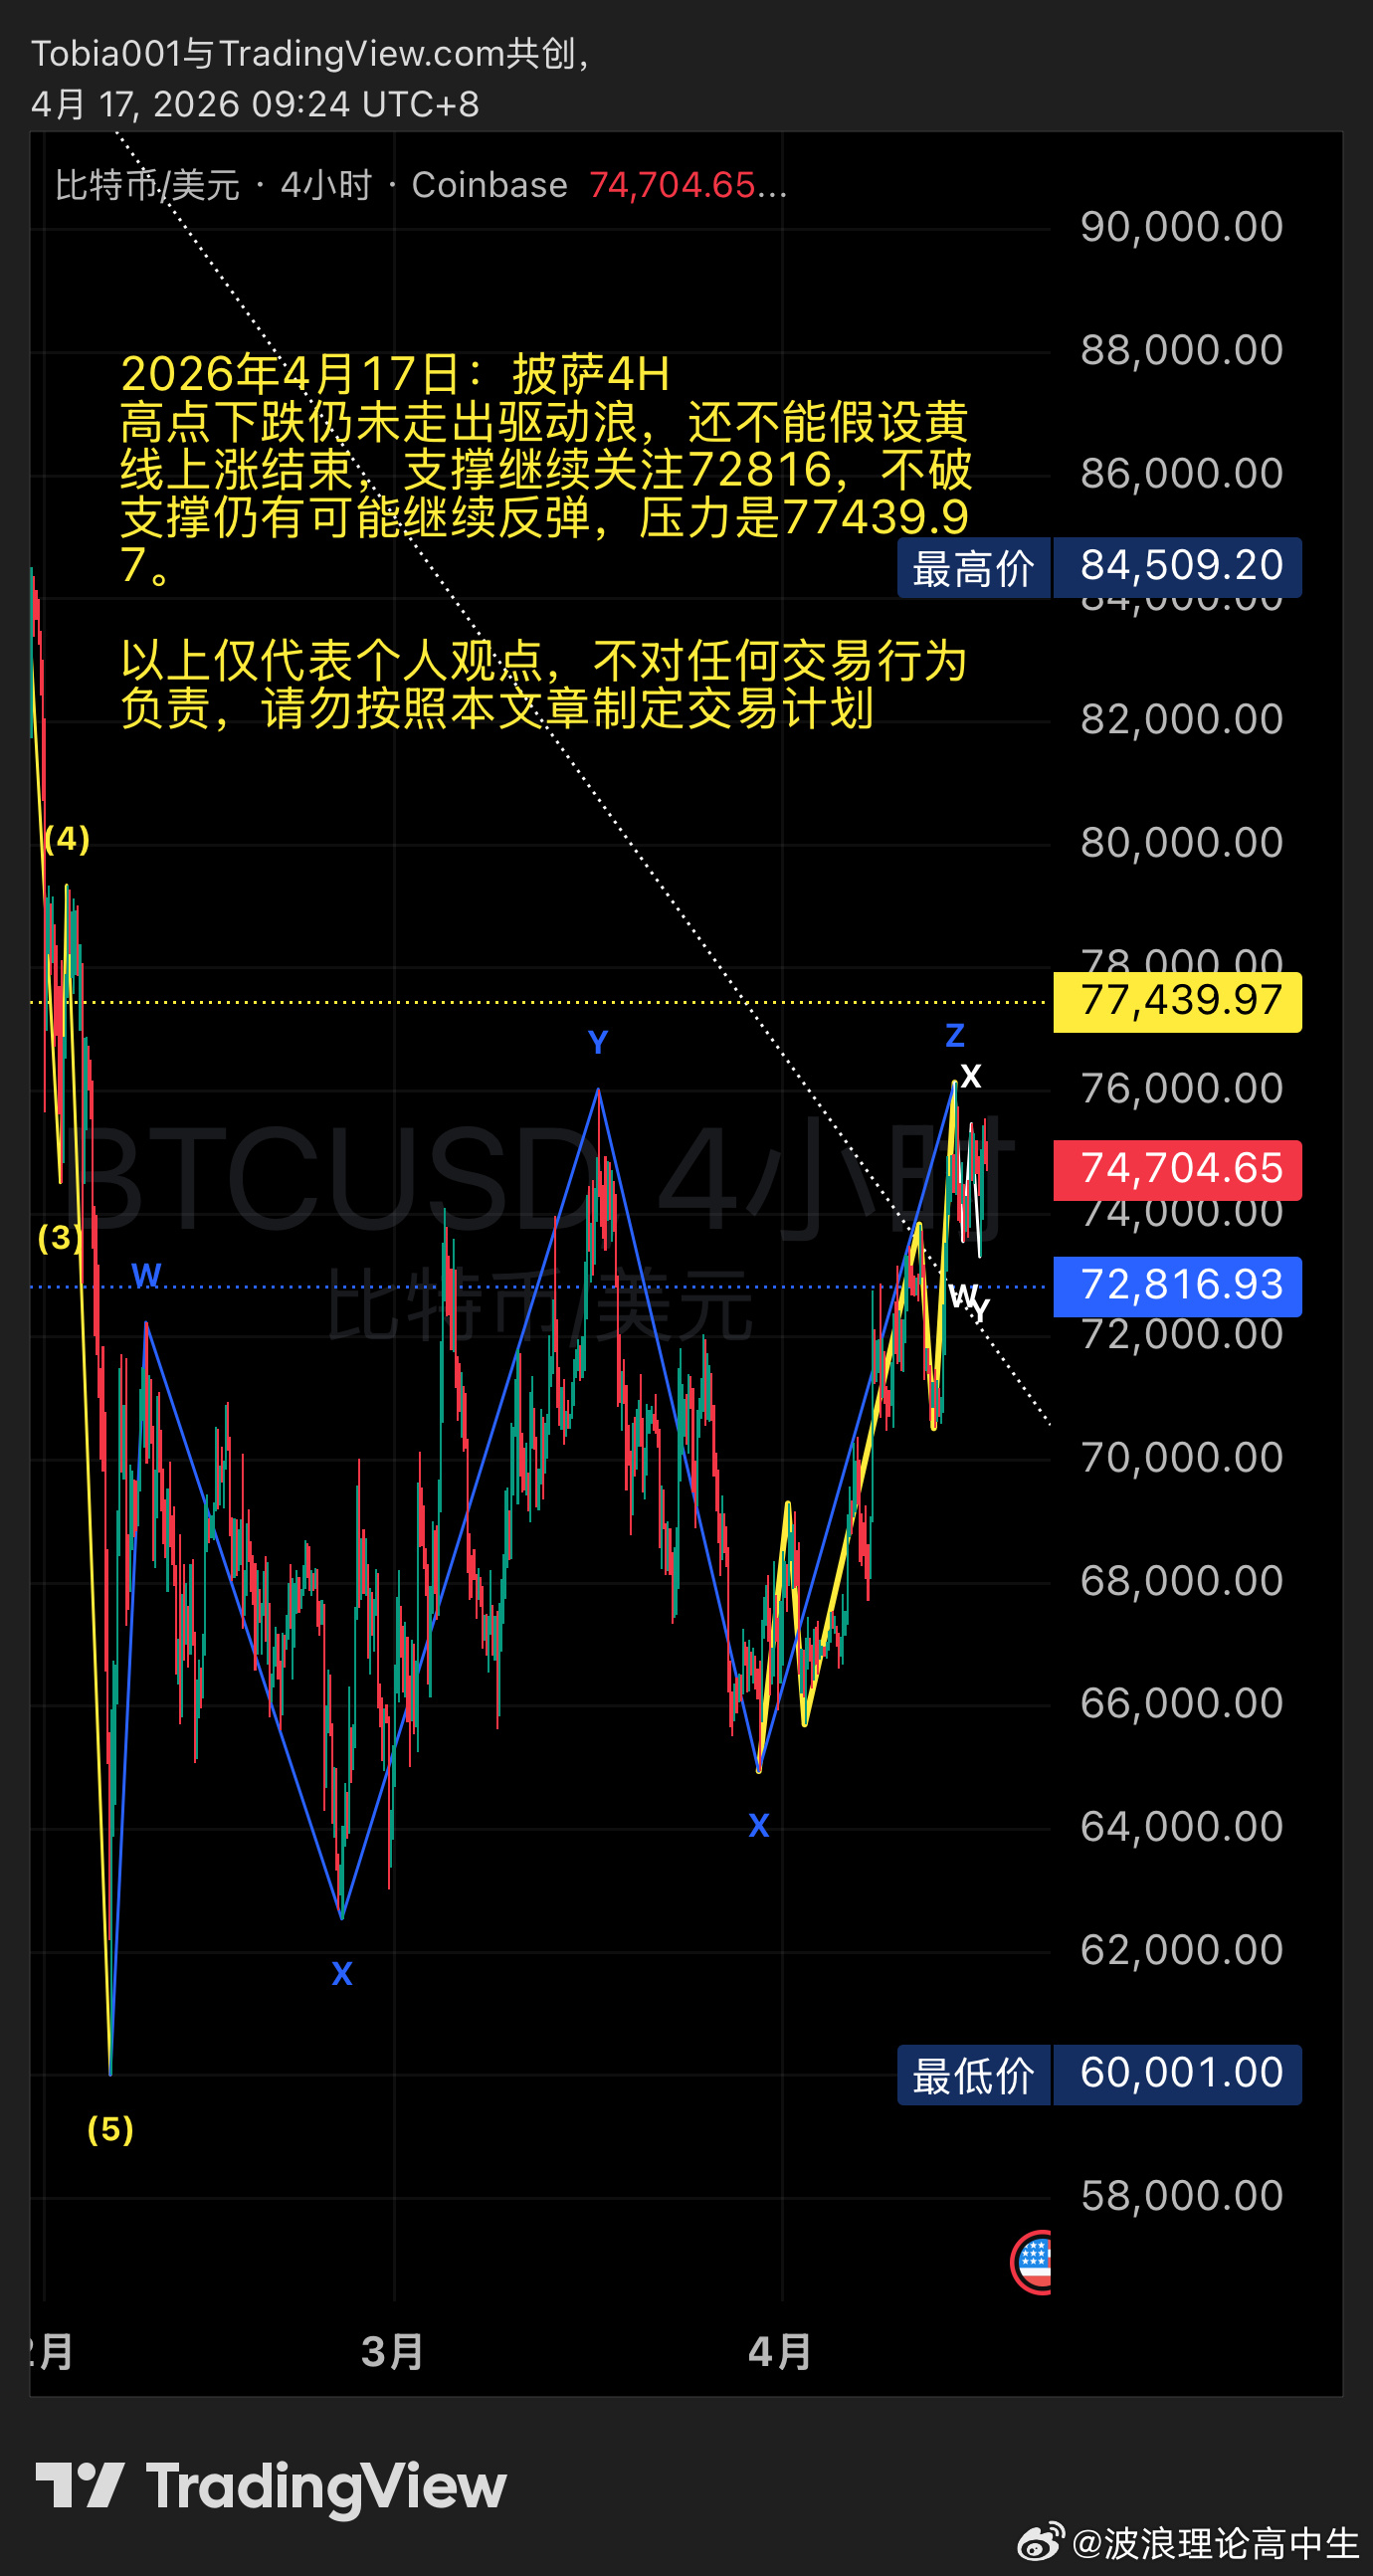 Tobia001与TradingView.com共创，
4月 17, 2026 09:24 UTC+8
比特币/美元 · 4小时 · Coinbase 74,704.65...
90,000.00
88,000.00
2026年4月17日：披萨4H
高点下跌仍未走出驱动浪，还不能假设黄
线上涨结束，支撑继续关注72816，不破
支撑仍有可能继续反弹，压力是77439.9
7。
86,000.00
最高价 84,509.20
84,000.00
以上仅代表个人观点，不对任何交易行为
负责，请勿按照本文章制定交易计划
82,000.00
(4)
80,000.00
78,000.00
77,439.97
Y
Z
X
76,000.00
BTCUSD 4小时
74,704.65
74,000.00
(3)
W
比特币/美元
72,816.93
W
Y
72,000.00
70,000.00
68,000.00
66,000.00
X
64,000.00
X
62,000.00
最低价 60,001.00
(5)
58,000.00
2月
3月
4月
TradingView
@波浪理论高中生